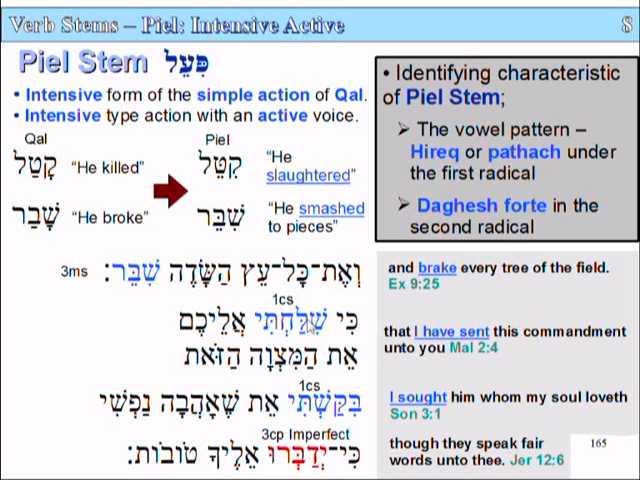 Verb Stems – Piel: Intensive Active 8
Piel Stem פִּעֵל
• Intensive form of the simple action of Qal.
• Intensive type action with an active voice.
Qal
קָטַל "He killed"
שָׁבַר "He broke"
Piel
קִטֵּל "He slaughtered"
שִׁבֵּר "He smashed to pieces"
• Identifying characteristic
of Piel Stem;
➢ The vowel pattern –
Hireq or pathach under
the first radical
➢ Daghesh forte in the
second radical
3ms
וְאֶת־כָּל־עֵץ הַשָּׂדֶה שִׁבֵּר׃
and brake every tree of the field.
Ex 9:25
1cs
כִּי שִׁלַּחְתִּי אֲלֵיכֶם
אֵת הַמִּצְוָה הַזֹּאת
that I have sent this commandment
unto you Mal 2:4
1cs
בִּקַּשְׁתִּי אֵת שֶׁאָהֲבָה נַפְשִׁי
I sought him whom my soul loveth
Son 3:1
3cp Imperfect
כִּי־יְדַבְּרוּ אֵלֶיךָ טוֹבוֹת׃
though they speak fair
words unto thee. Jer 12:6
165